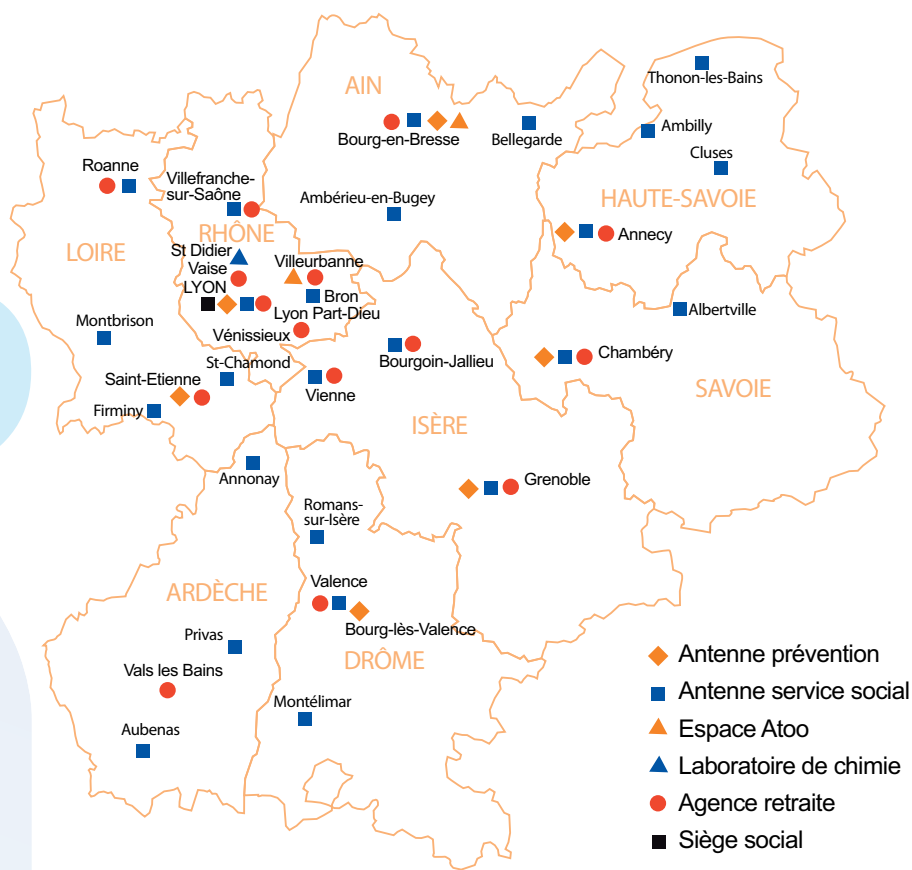 Thonon-les-Bains
AIN
Ambilly
Bourg-en-Bresse
Bellegarde
Cluses
Roanne
Villefranche-
sur-Saône
Ambérieu-en-Bugey
HAUTE-SAVOIE
RHÔNE
Annecy
LOIRE
St Didier
Vaise
Villeurbanne
LYON
Bron
Lyon Part-Dieu
Albertville
Montbrison
Vénissieux
Bourgoin-Jallieu
Chambéry
St-Chamond
Saint-Etienne
Vienne
SAVOIE
Firminy
ISÈRE
Annonay
Grenoble
Romans-
sur-Isère
ARDÈCHE
Valence
Bourg-lès-Valence
Privas
DRÔME
Vals les Bains
Montélimar
Aubenas
Antenne prévention
Antenne service social
Espace Atoo
Laboratoire de chimie
Agence retraite
Siège social